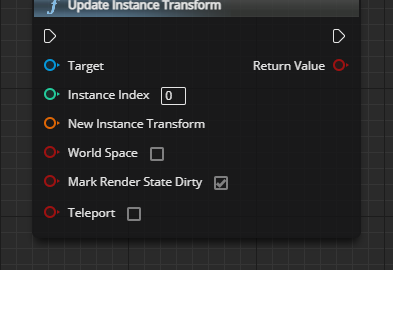 f Update Instance Transform
Target Return Value
Instance Index 0
New Instance Transform
World Space
Mark Render State Dirty
Teleport